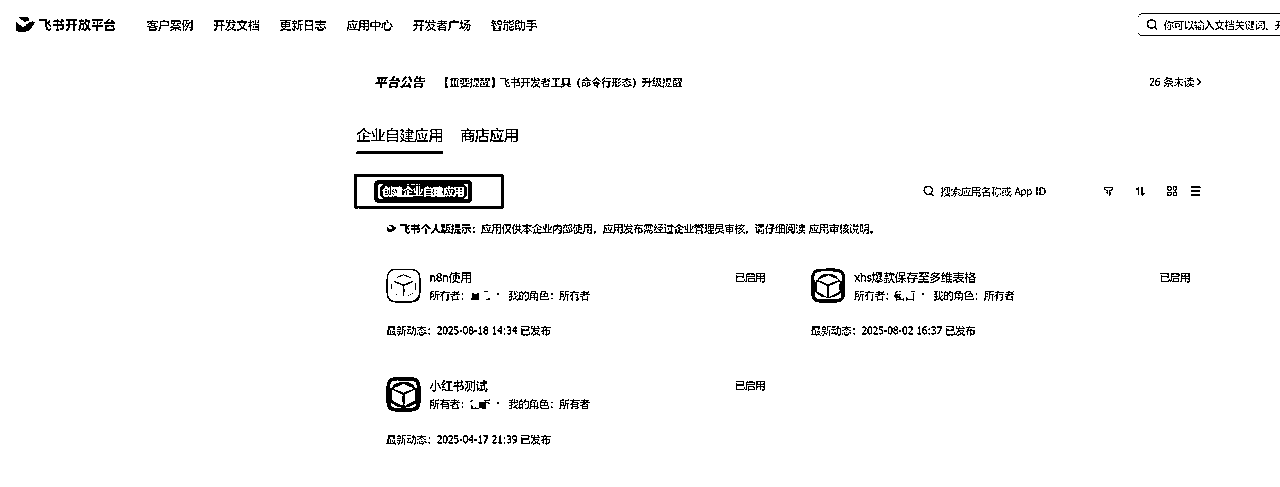 飞书开放平台 客户案例 开发文档 更新日志 应用中心 开发者广场 智能助手 你可以输入文档关键词、
平台公告 【重要提醒】飞书开发者工具（命令行形态）升级提醒 26 条未读
企业自建应用 商店应用
创建企业自建应用 搜索应用名称或 App ID
飞书个人版提示：应用仅供本企业内部使用，应用发布需经过企业管理员审核，请仔细阅读 应用审核说明。
n8n使用 已启用 xhs爆款保存至多维表格 已启用
所有者： · 我的角色：所有者 所有者： · 我的角色：所有者
最新动态：2025-08-18 14:34 已发布 最新动态：2025-08-02 16:37 已发布
小红书测试 已启用
所有者： · 我的角色：所有者
最新动态：2025-04-17 21:39 已发布